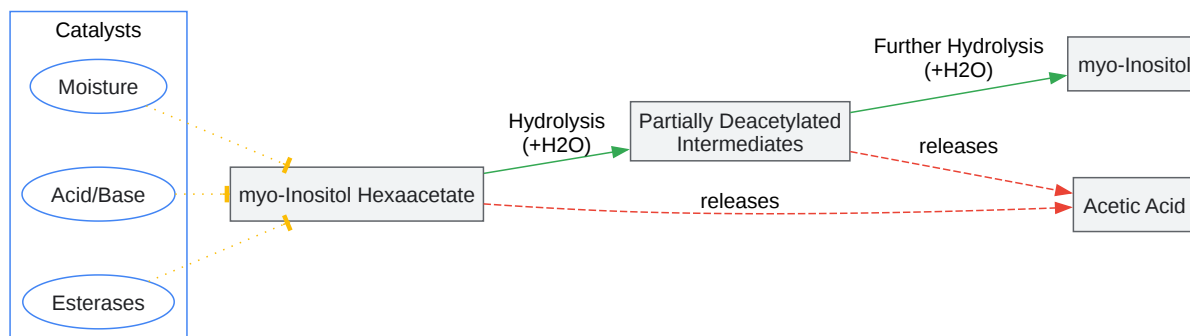 Catalysts
Moisture
Acid/Base
Esterases
myo-Inositol Hexaacetate
Hydrolysis
(+H2O)
Partially Deacetylated
Intermediates
Further Hydrolysis
(+H2O)
myo-Inositol
releases
releases
Acetic Acid